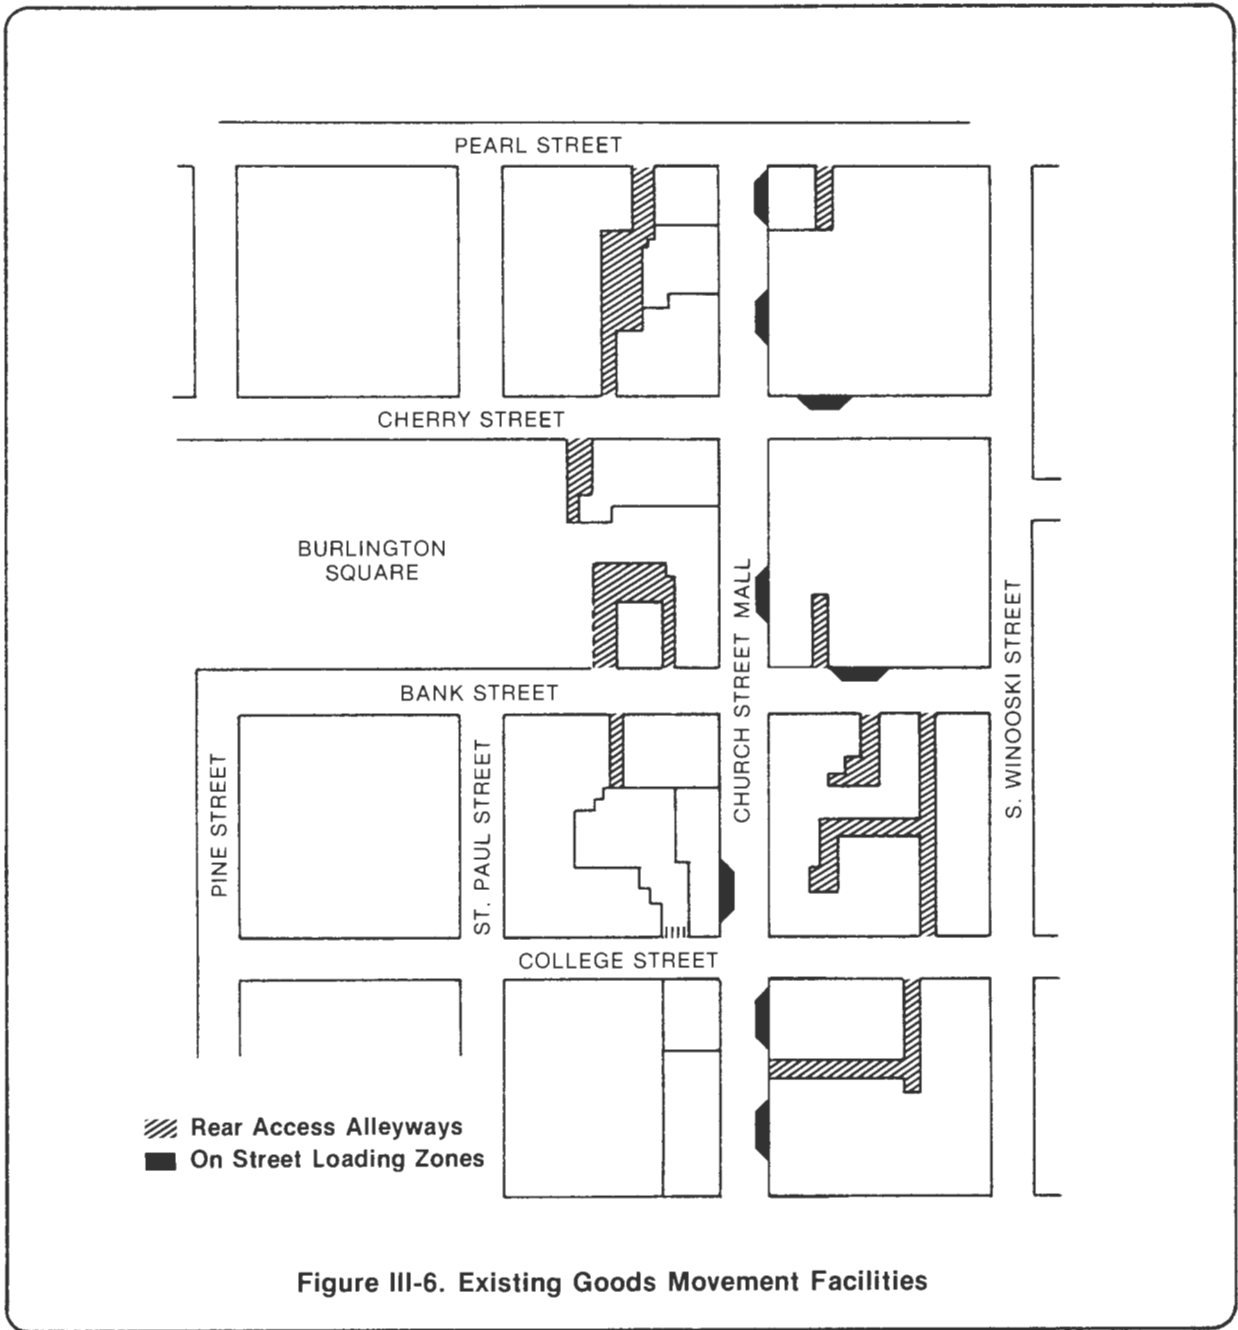 PEARL STREET
CHERRY STREET
BURLINGTON
SQUARE
CHURCH STREET MALL
S. WINOOSKI STREET
BANK STREET
PINE STREET
ST. PAUL STREET
COLLEGE STREET
Rear Access Alleyways
On Street Loading Zones
Figure III-6. Existing Goods Movement Facilities